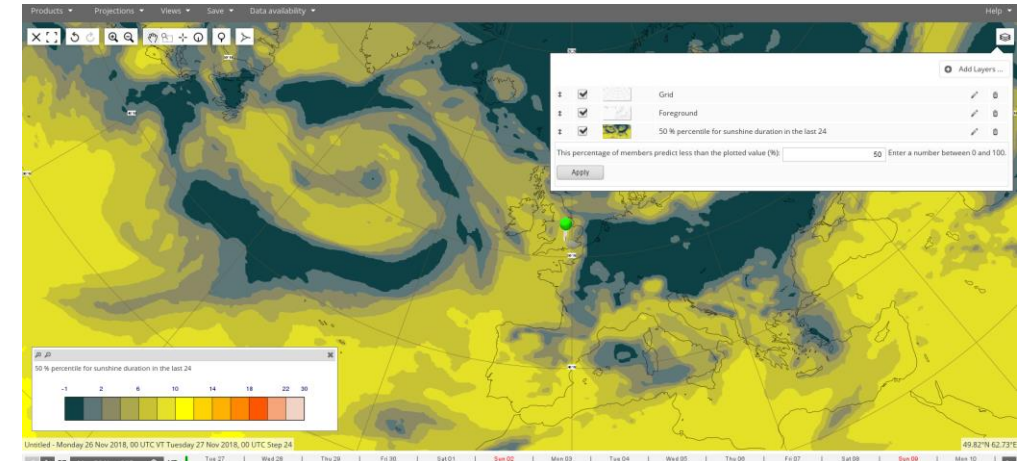 Products Projections Views Save Data availability Help
Add Layers ...
Grid
Foreground
50 % percentile for sunshine duration in the last 24
This percentage of members predict less than the plotted value (%): 50 Enter a number between 0 and 100.
Apply
50 % percentile for sunshine duration in the last 24
-1 2 6 10 14 18 22 30
Untitled - Monday 26 Nov 2018, 00 UTC VT Tuesday 27 Nov 2018, 00 UTC Step 24
49.82°N 62.73°E
Tue 27 Wed 28 Thu 29 Fri 30 Sat 01 Sun 02 Mon 03 Tue 04 Wed 05 Thu 06 Fri 07 Sat 08 Sun 09 Mon 10